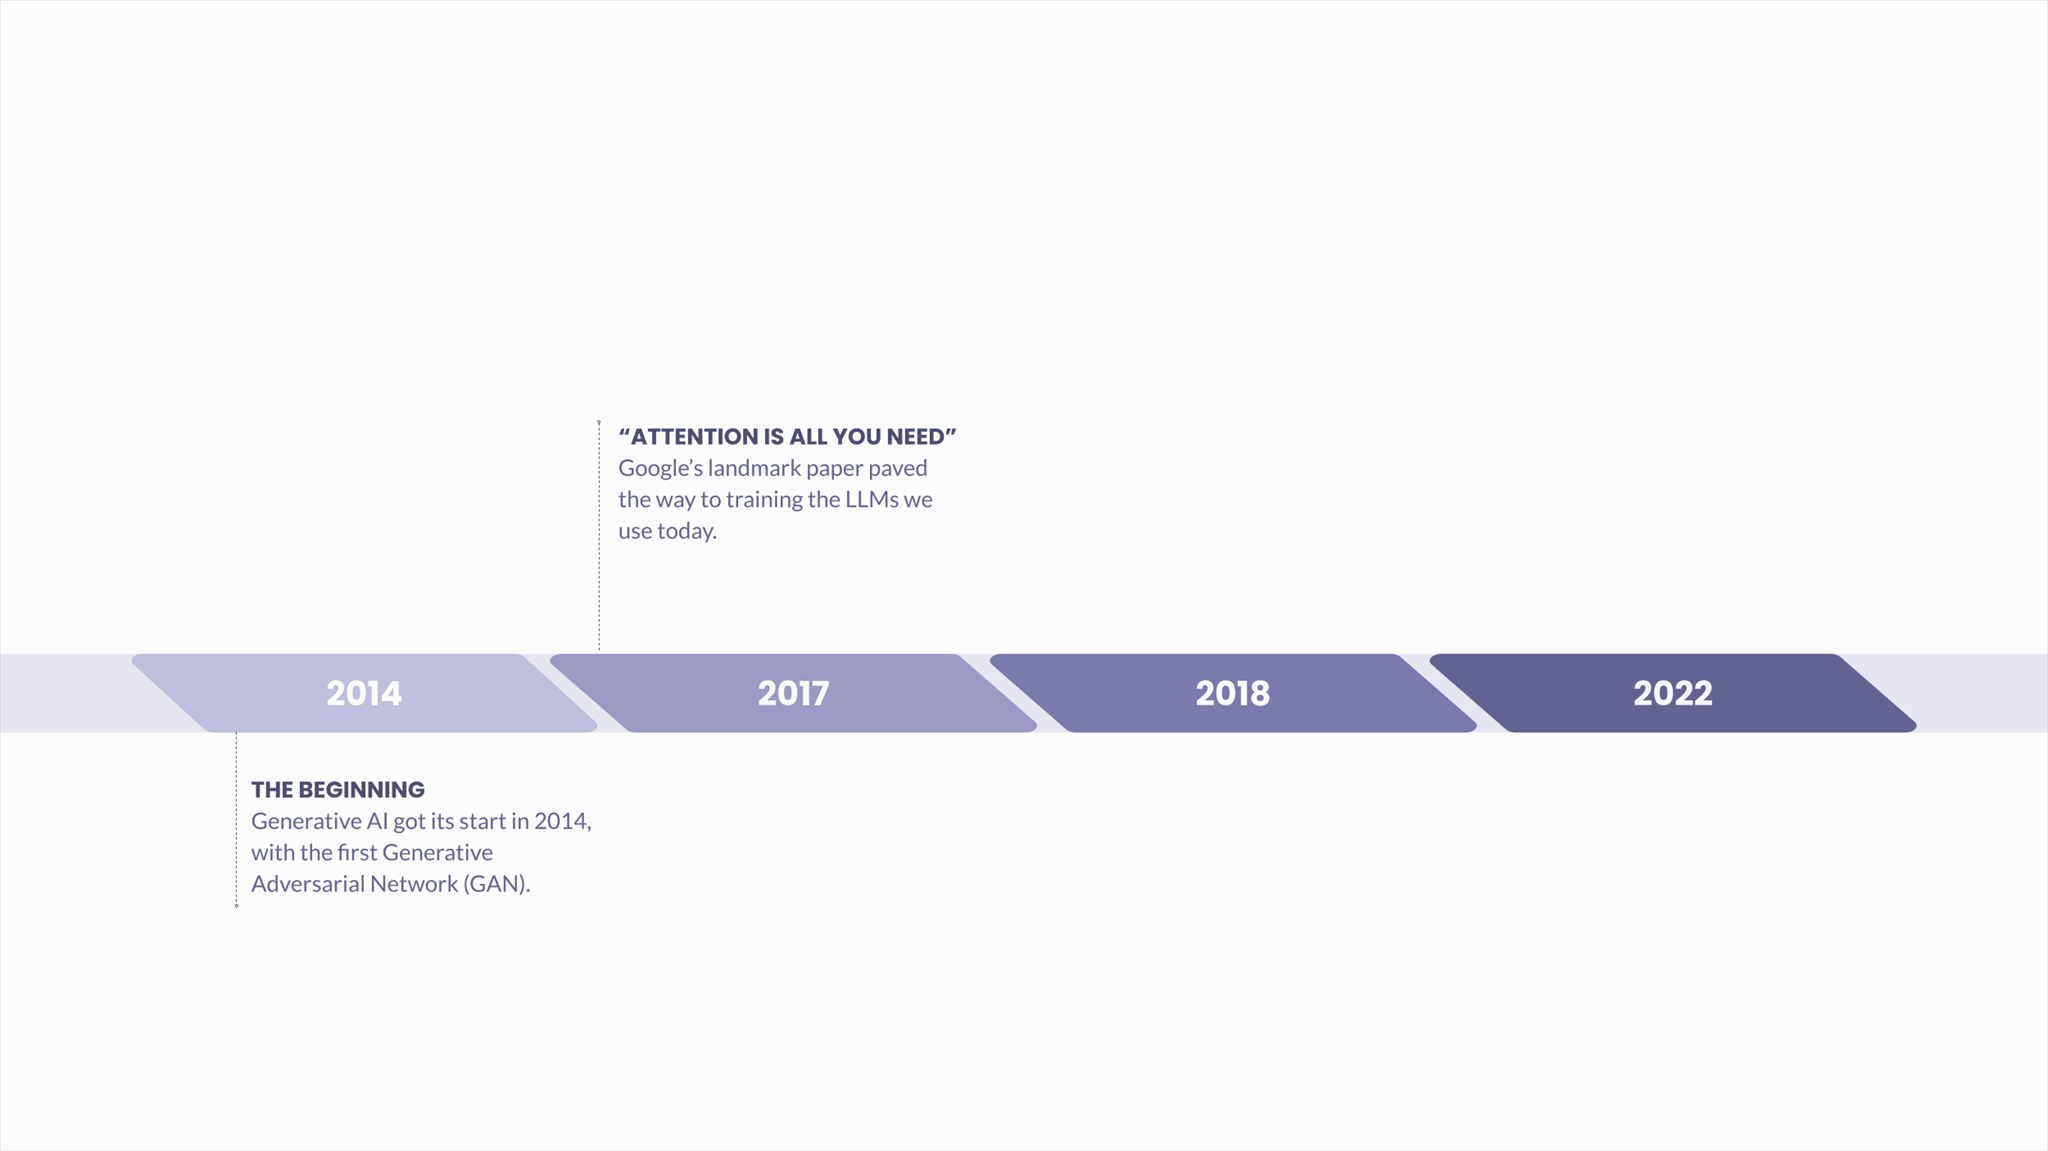 “ATTENTION IS ALL YOU NEED”
Google’s landmark paper paved
the way to training the LLMs we
use today.
2014
2017
2018
2022
THE BEGINNING
Generative AI got its start in 2014,
with the first Generative
Adversarial Network (GAN).